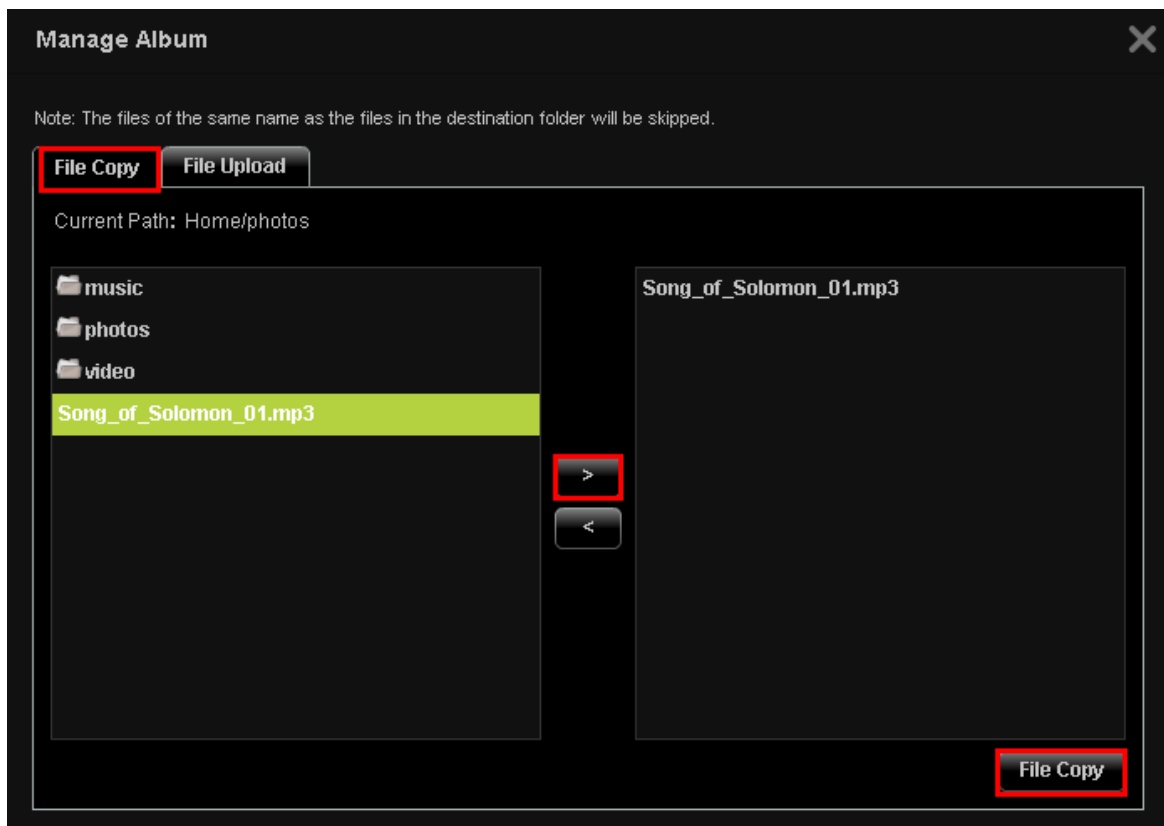 Manage Album
Note: The files of the same name as the files in the destination folder will be skipped.
File Copy
File Upload
Current Path: Home/photos
music
photos
video
Song_of_Solomon_01.mp3
>
<
Song_of_Solomon_01.mp3
File Copy